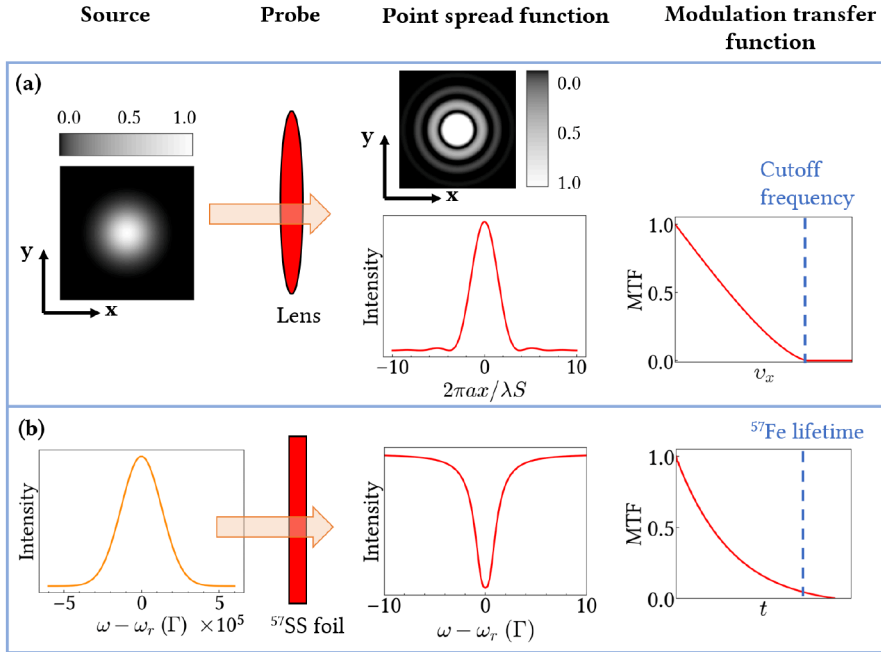 Source Probe Point spread function Modulation transfer
function
(a)
0.0 0.5 1.0
y
x
Lens
y
x
0.0
0.5
1.0
Intensity
−10 0 10
2πax/λS
Cutoff
frequency
MTF
1.0
0.5
0.0
υx
(b)
Intensity
−5 0 5
ω − ωr (Γ) ×10⁵
⁵⁷SS foil
Intensity
−10 0 10
ω − ωr (Γ)
⁵⁷Fe lifetime
MTF
1.0
0.5
0.0
t